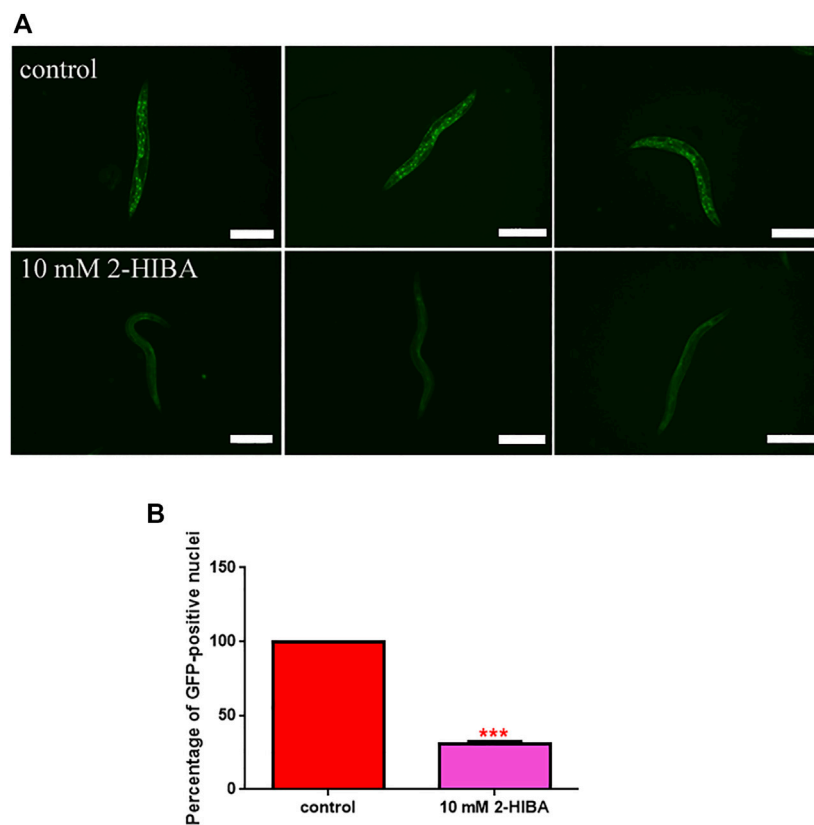 A
control
10 mM 2-HIBA
B
Percentage of GFP-positive nuclei
150
100
50
0
***
control
10 mM 2-HIBA